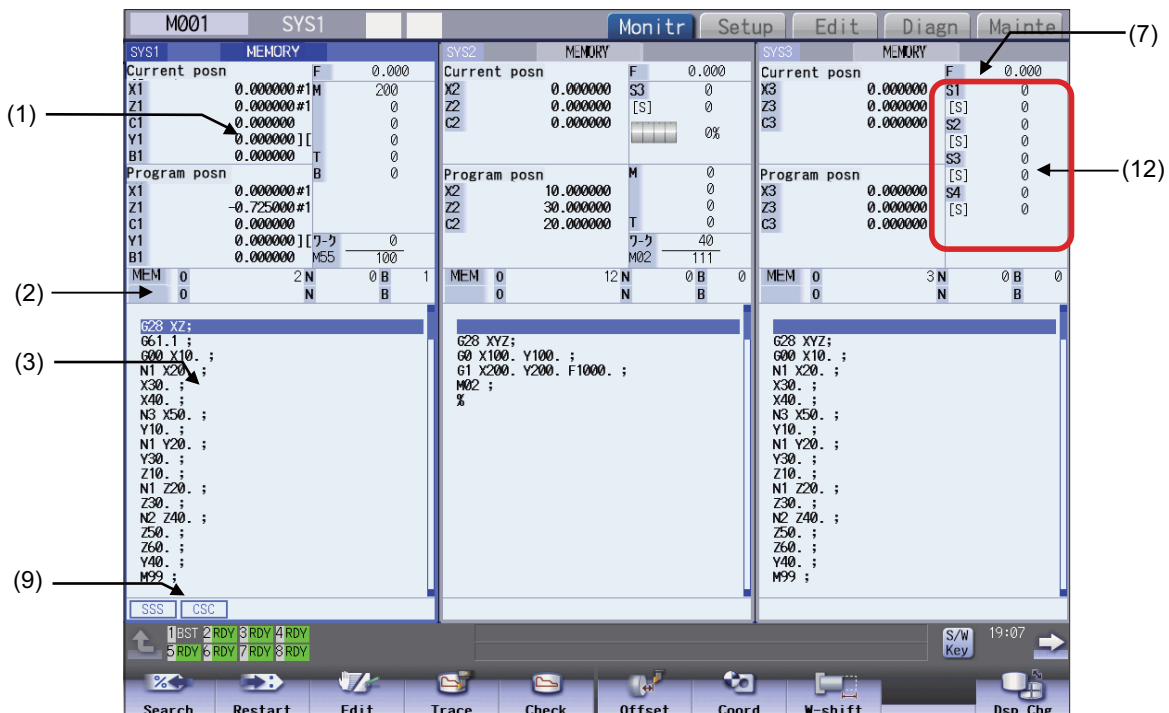 M001 SYS1 Monitr Setup Edit Diagn Mainte
(7)
SYS1 MEMORY
Current posn F 0.000
X1 0.000000#1 M 200
Z1 0.000000#1 0
C1 0.000000 0
Y1 0.000000][ 0
B1 0.000000 T 0
Program posn B 0
X1 0.000000#1
Z1 -0.725000#1
C1 0.000000
Y1 0.000000][ ワーク 0
B1 0.000000 M55 100
MEM O 2 N 0 B 1
O N B
G28 XZ;
G61.1 ;
G00 X10. ;
N1 X20. ;
X30. ;
X40. ;
N3 X50. ;
Y10. ;
N1 Y20. ;
Y30. ;
Z10. ;
N1 Z20. ;
Z30. ;
N2 Z40. ;
Z50. ;
Z60. ;
Y40. ;
M99 ;
SSS CSC
(1)
(2)
(3)
(9)
SYS2 MEMORY
Current posn F 0.000
X2 0.000000 S3 0
Z2 0.000000 [S] 0
C2 0.000000 0%
Program posn M 0
X2 10.000000 0
Z2 30.000000 0
C2 20.000000 T 0
ワーク 40
M02 111
MEM O 12 N 0 B 0
O N B
G28 XYZ;
G0 X100. Y100. ;
G1 X200. Y200. F1000. ;
M02 ;
%
SYS3 MEMORY
Current posn F 0.000
X3 0.000000 S1 0
Z3 0.000000 [S] 0
C3 0.000000 S2 0
[S] 0
S3 0
Program posn [S] 0
X3 0.000000 S4 0
Z3 0.000000 [S] 0
C3 0.000000
(12)
MEM O 3 N 0 B 0
O N B
G28 XYZ;
G00 X10. ;
N1 X20. ;
X30. ;
X40. ;
N3 X50. ;
Y10. ;
N1 Y20. ;
Y30. ;
Z10. ;
N1 Z20. ;
Z30. ;
N2 Z40. ;
Z50. ;
Z60. ;
Y40. ;
M99 ;
1 BST 2 RDY 3 RDY 4 RDY
5 RDY 6 RDY 7 RDY 8 RDY
S/W Key 19:07
Search Restart Edit Trace Check Offset Coord W-shift Dsp Chg